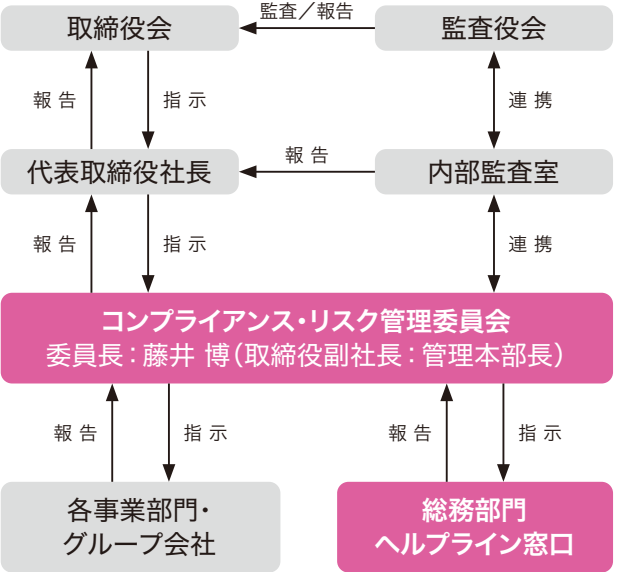 取締役会
監査／報告
監査役会
報告
指示
連携
代表取締役社長
報告
内部監査室
報告
指示
連携
コンプライアンス・リスク管理委員会
委員長：藤井 博（取締役副社長：管理本部長）
報告
指示
報告
指示
各事業部門・
グループ会社
総務部門
ヘルプライン窓口